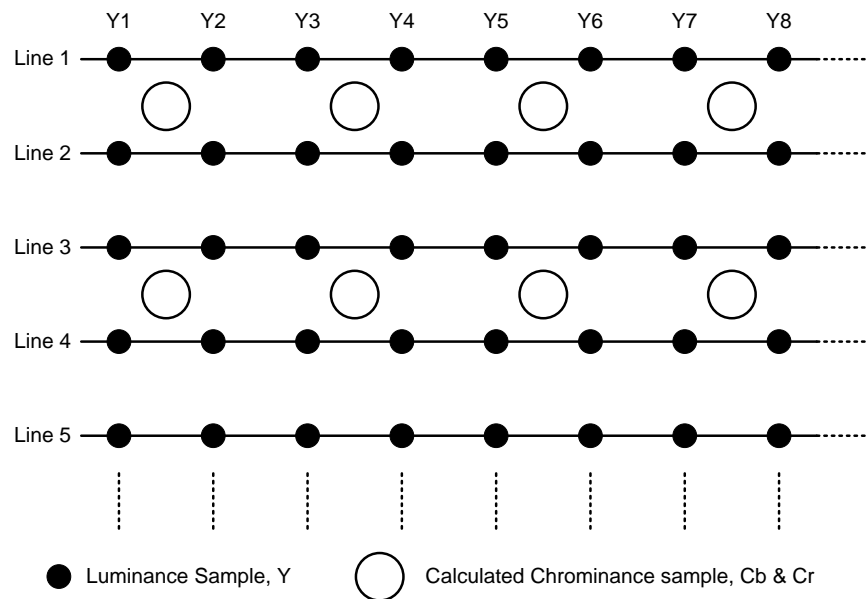 Y1 Y2 Y3 Y4 Y5 Y6 Y7 Y8
Line 1
Line 2
Line 3
Line 4
Line 5
Luminance Sample, Y Calculated Chrominance sample, Cb & Cr